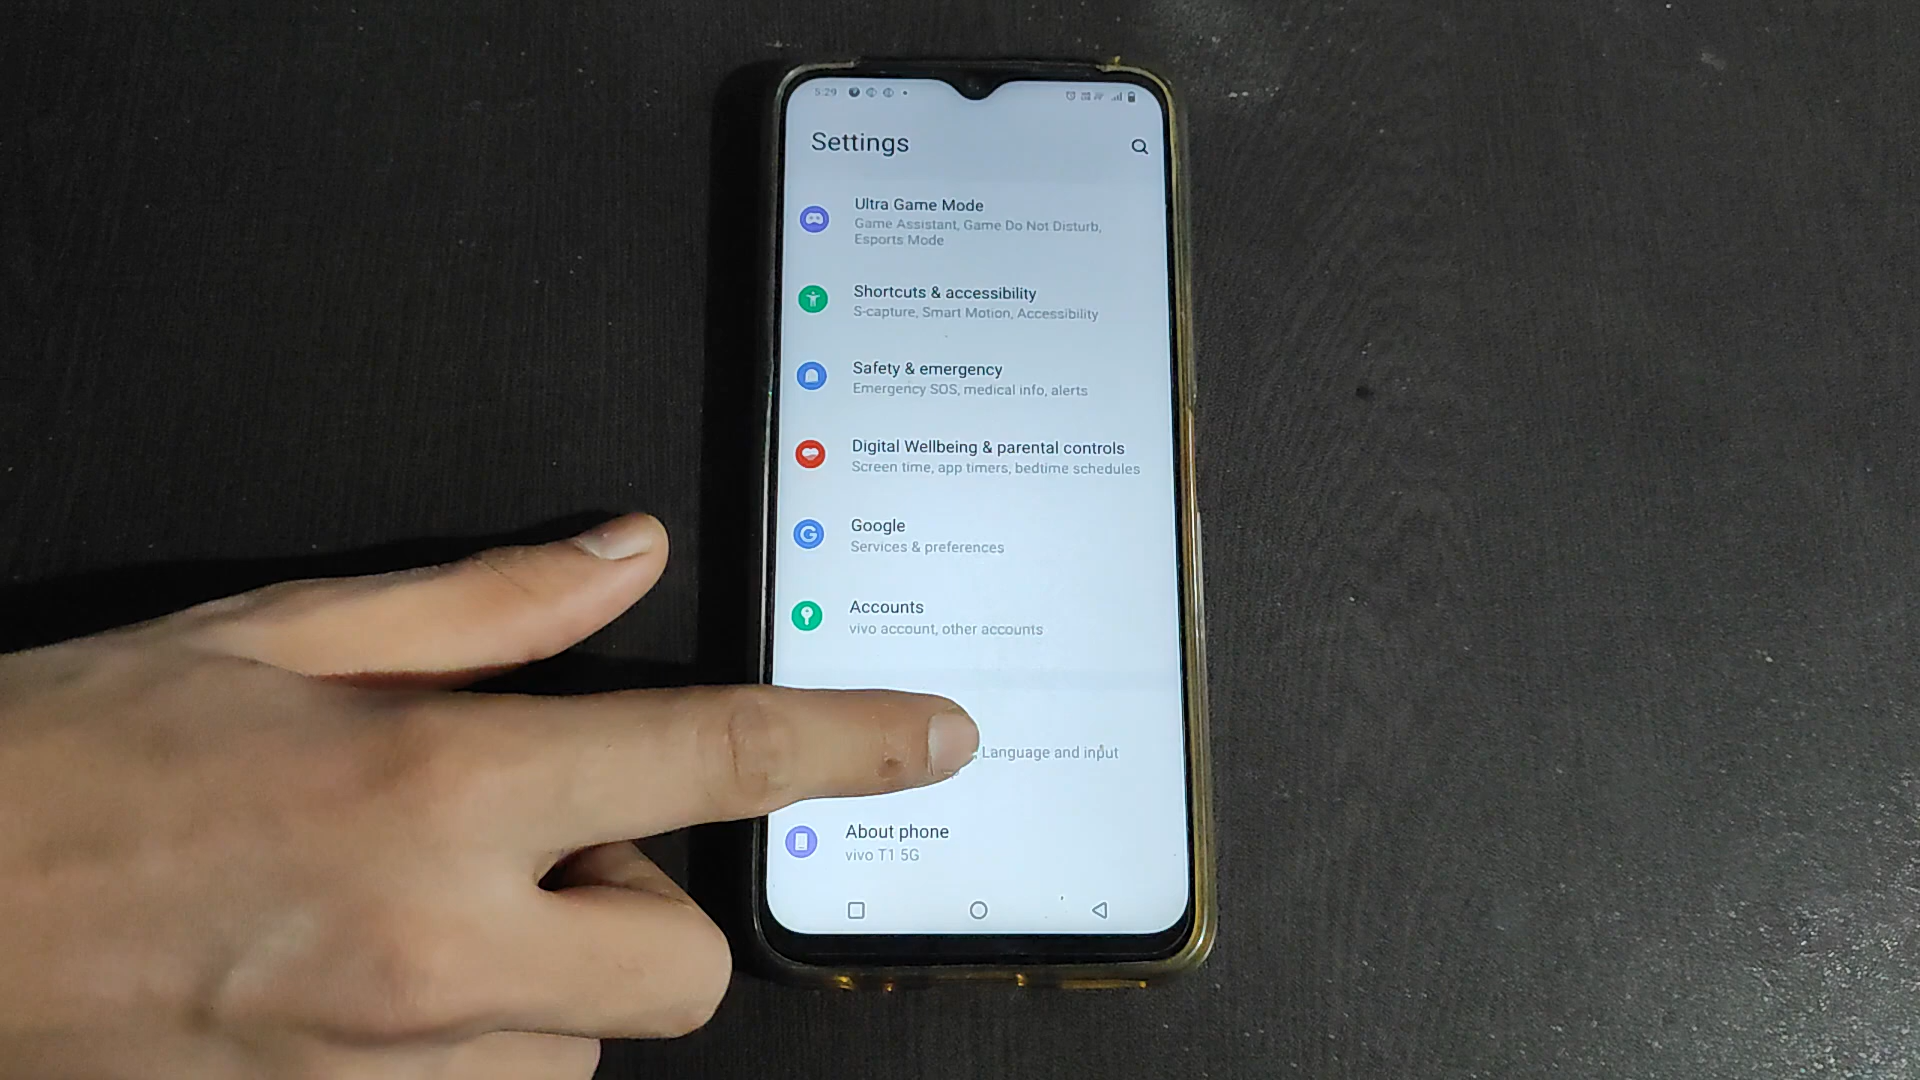 5:29
Settings
Ultra Game Mode
Game Assistant, Game Do Not Disturb,
Esports Mode
Shortcuts & accessibility
S-capture, Smart Motion, Accessibility
Safety & emergency
Emergency SOS, medical info, alerts
Digital Wellbeing & parental controls
Screen time, app timers, bedtime schedules
G
Google
Services & preferences
Accounts
vivo account, other accounts
Language and input
About phone
vivo T1 5G